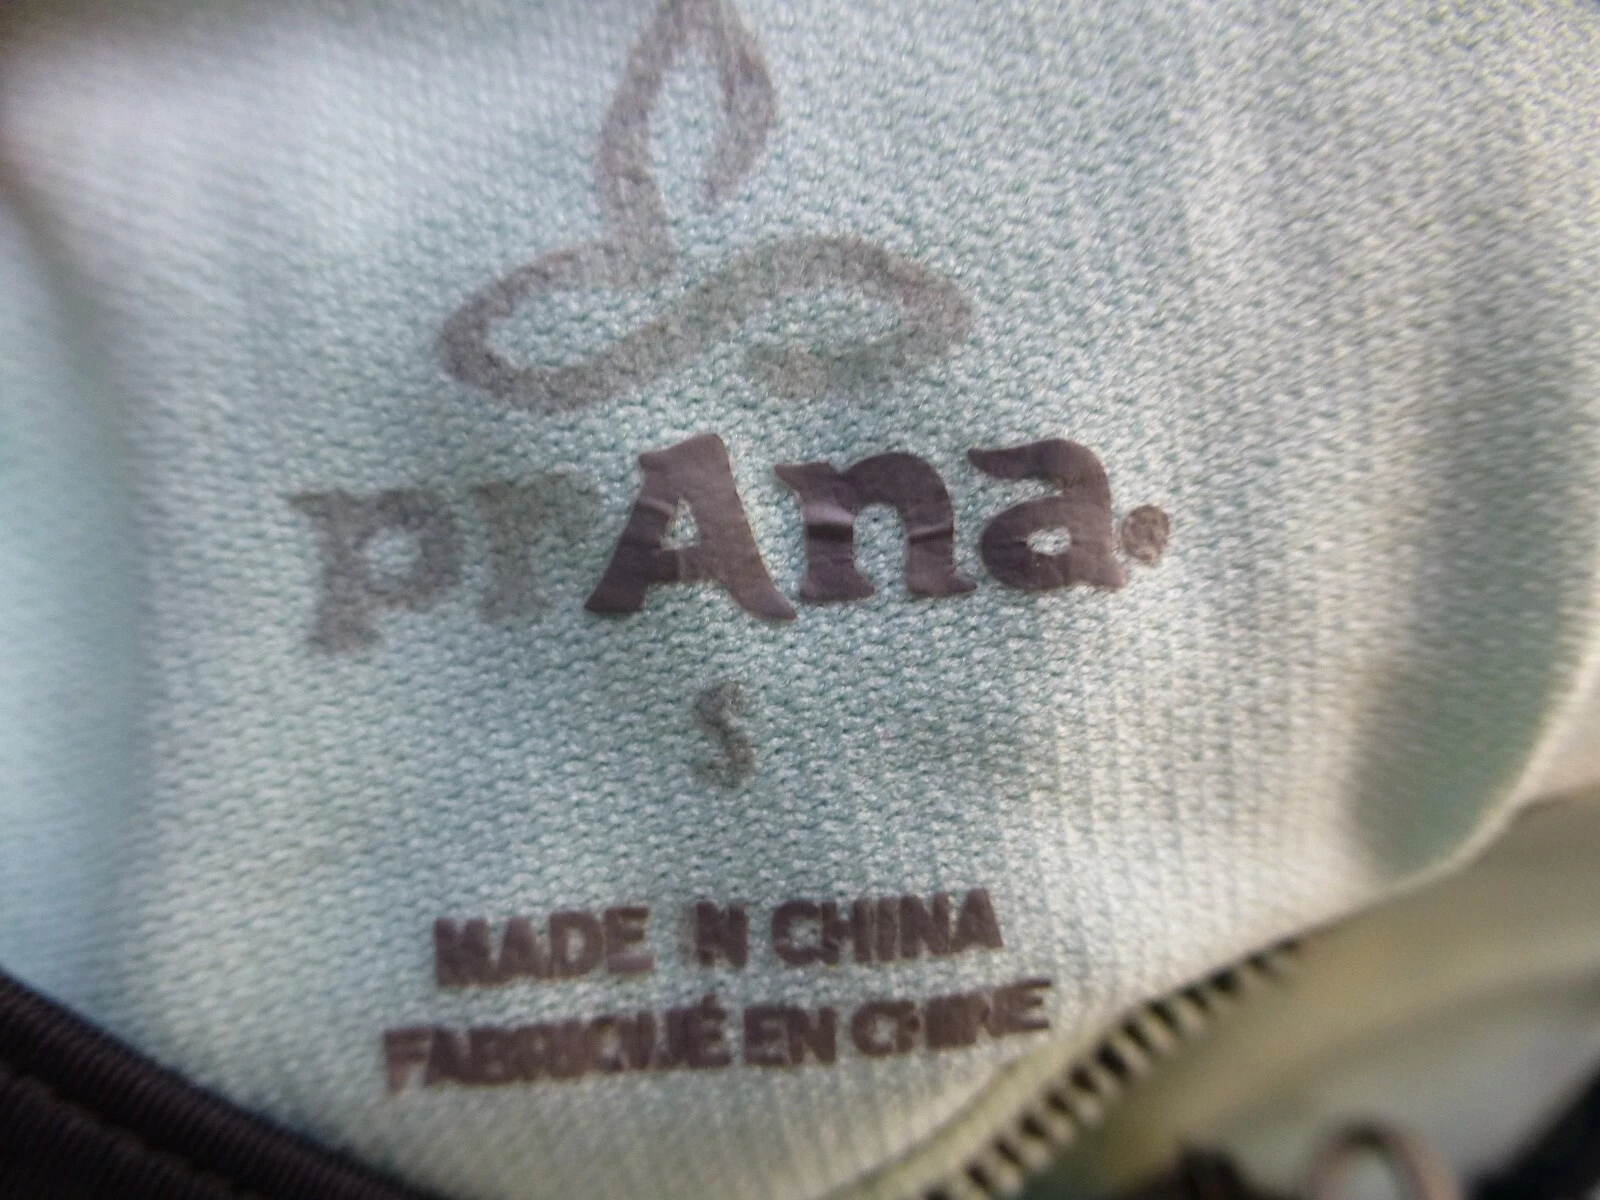 prAna®
S
MADE IN CHINA
FABRIQUÉ EN CHINE